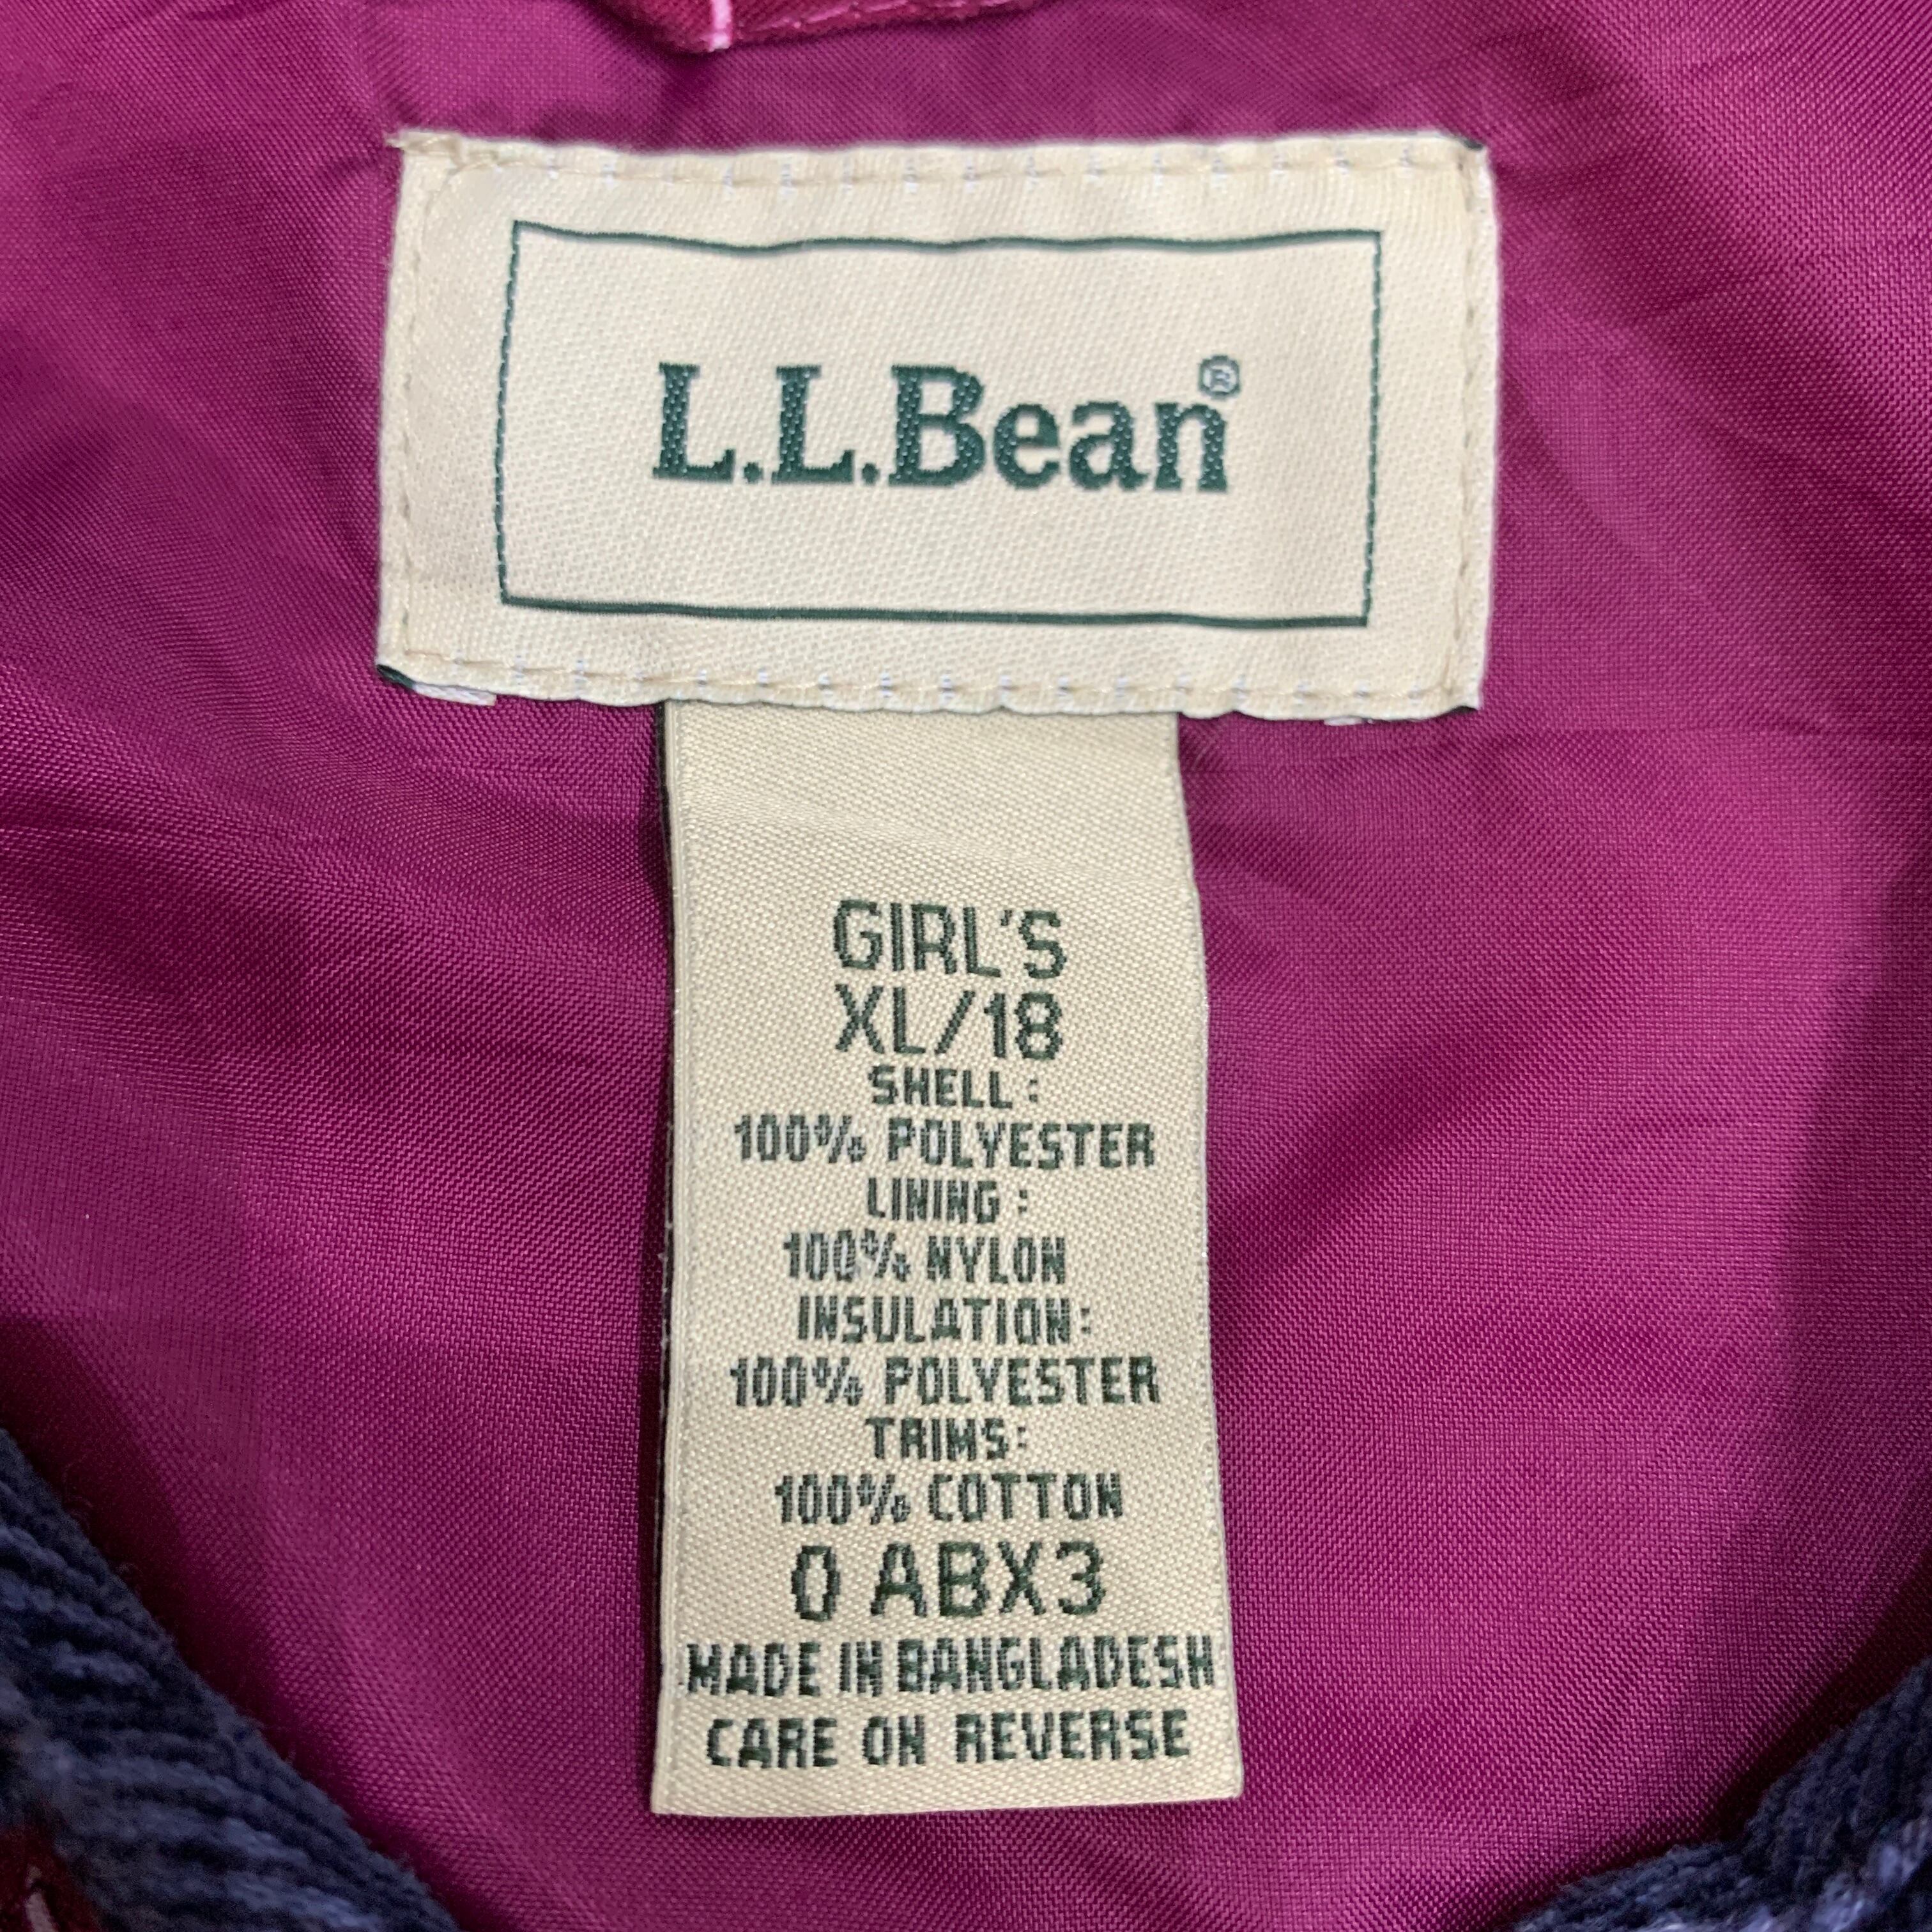 L.L.Bean®
GIRL'S
XL/18
SHELL:
100% POLYESTER
LINING:
100% NYLON
INSULATION:
100% POLYESTER
TRIMS:
100% COTTON
0 ABX3
MADE IN BANGLADESH
CARE ON REVERSE